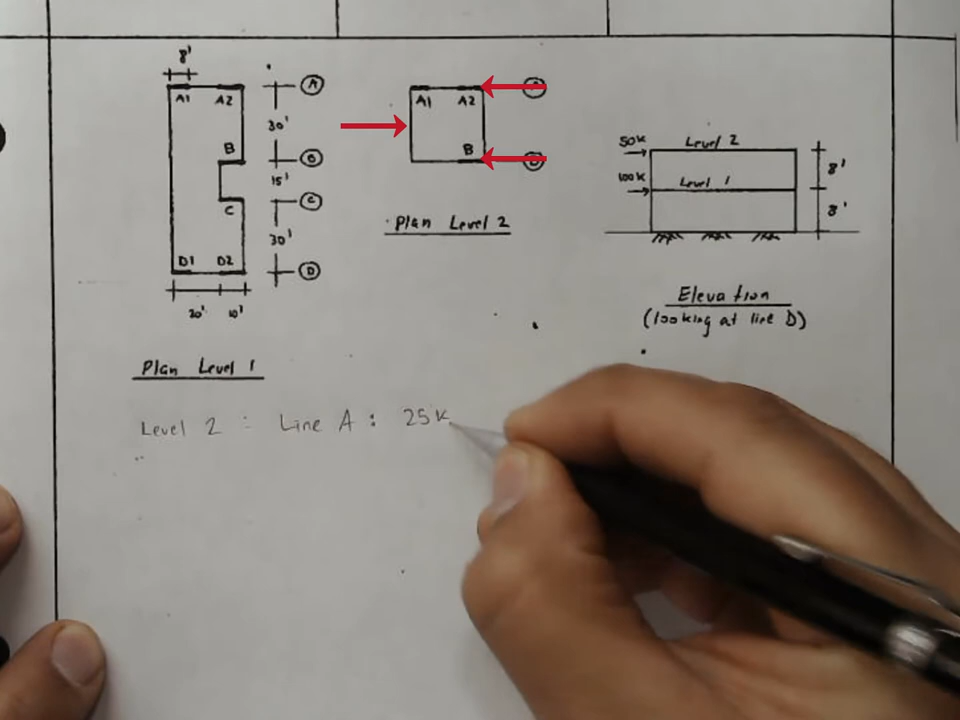 8'
A1 A2
A
30'
B
B
15'
C
C
30'
D1 D2
D
20' 10'
Plan Level 1
A1 A2
B
Plan Level 2
50K Level 2
8'
100K Level 1
8'
Elevation
(looking at line D)
Level 2 : Line A : 25K